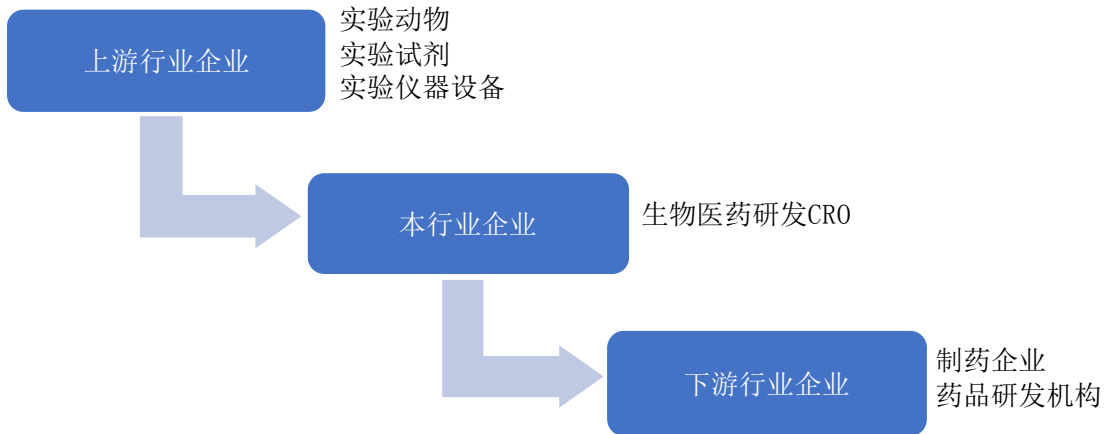 上游行业企业
实验动物
实验试剂
实验仪器设备
本行业企业
生物医药研发CRO
下游行业企业
制药企业
药品研发机构